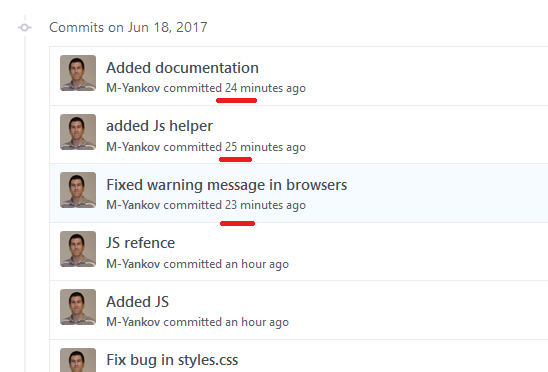 Commits on Jun 18, 2017
Added documentation
M-Yankov committed 24 minutes ago
added Js helper
M-Yankov committed 25 minutes ago
Fixed warning message in browsers
M-Yankov committed 23 minutes ago
JS refence
M-Yankov committed an hour ago
Added JS
M-Yankov committed an hour ago
Fix bug in styles.css